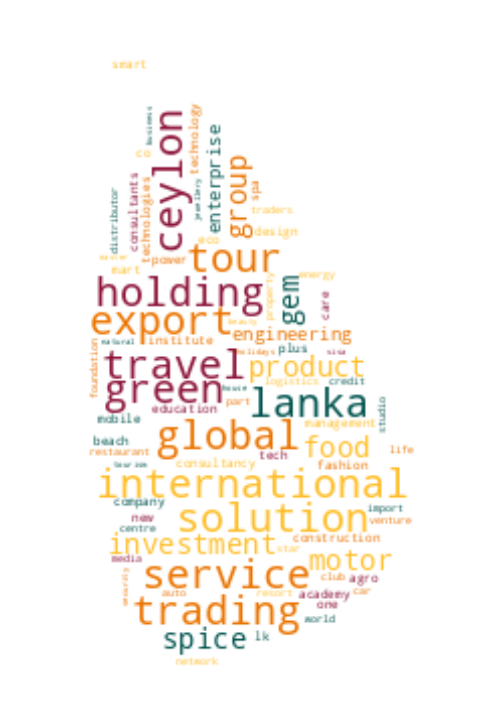 smart
business
technology
ceylon
co
enterprise
group
consultants
technologies
distributor
jewellery
spa
traders
design
eco
tour
power
mart
energy
holding
gem
property
care
export
beauty
engineering
natural
institute
holidays
plus
visa
foundation
travel
product
green
house
logistics
credit
lanka
part
education
studio
mobile
global
management
beach
food
restaurant
tech
life
tourism
consultancy
fashion
international
company
solution
import
new
venture
centre
investment
construction
star
media
motor
service
club
agro
security
auto
resort
academy
car
trading
one
world
spice
lk
network